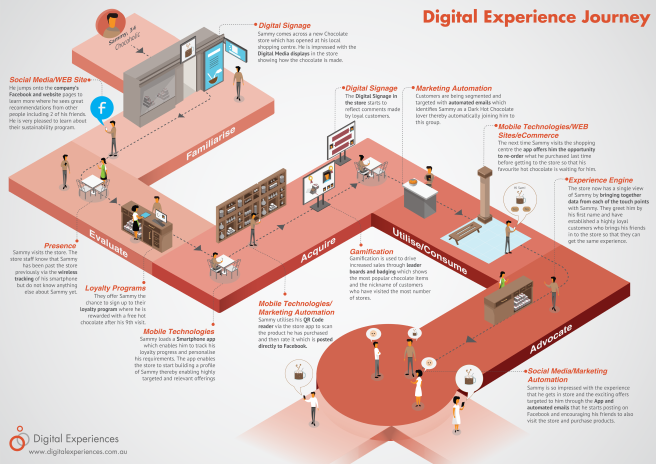 Digital Experience Journey
Sammy, 34
Chocoholic
Digital Signage
Sammy comes across a new Chocolate
store which has opened at his local
shopping centre. He is impressed with the
Digital Media displays in the store
showing how the chocolate is made.
Social Media/WEB Site
He jumps onto the company's
Facebook and website pages to
learn more where he sees great
recommendations from other
people including 2 of his friends.
He is very pleased to learn about
their sustainability program.
f
Familiarise
Digital Signage
The Digital Signage in
the store starts to
reflect comments made
by loyal customers.
Marketing Automation
Customers are being segmented and
targeted with automated emails which
identifies Sammy as a Dark Hot Chocolate
lover thereby automatically joining him to
this group.
Mobile Technologies/WEB
Sites/eCommerce
The next time Sammy visits the shopping
centre the app offers him the opportunity
to re-order what he purchased last time
before getting to the store so that his
favourite hot chocolate is waiting for him.
Experience Engine
The store now has a single view
of Sammy by bringing together
data from each of the touch points
with Sammy. They greet him by
his first name and have
established a highly loyal
customers who brings his friends
in to the store so that they can
get the same experience.
Presence
Sammy visits the store. The
store staff know that Sammy
has been past the store
previously via the wireless
tracking of his smartphone
but do not know anything
else about Sammy yet.
Evaluate
Loyalty Programs
They offer Sammy the
chance to sign up to their
loyalty program where he is
rewarded with a free hot
chocolate after his 9th visit.
Mobile Technologies
Sammy loads a Smartphone app
which enables him to track his
loyalty progress and personalise
his requirements. The app enables
the store to start building a profile
of Sammy thereby enabling highly
targeted and relevant offerings
Acquire
Mobile Technologies/
Marketing Automation
Sammy utilises his QR Code
reader via the store app to scan
the product he has purchased
and then rate it which is posted
directly to Facebook.
Gamification
Gamification is used to drive
increased sales through leader
boards and badging which shows
the most popular chocolate items
and the nickname of customers
who have visited the most number
of stores.
Utilise/Consume
Advocate
Social Media/Marketing
Automation
Sammy is so impressed with the experience
that he gets in store and the exciting offers
targeted to him through the App and
automated emails that he starts posting on
Facebook and encouraging his friends to also
visit the store and purchase products.
Digital Experiences
www.digitalexperiences.com.au